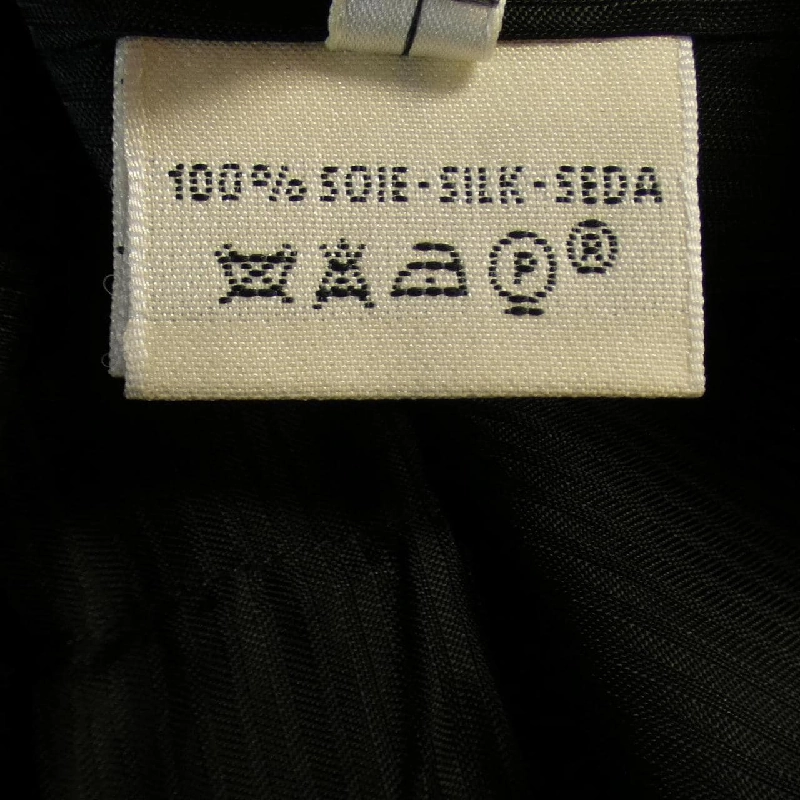 100% SOIE - SILK - SEDA
P ®